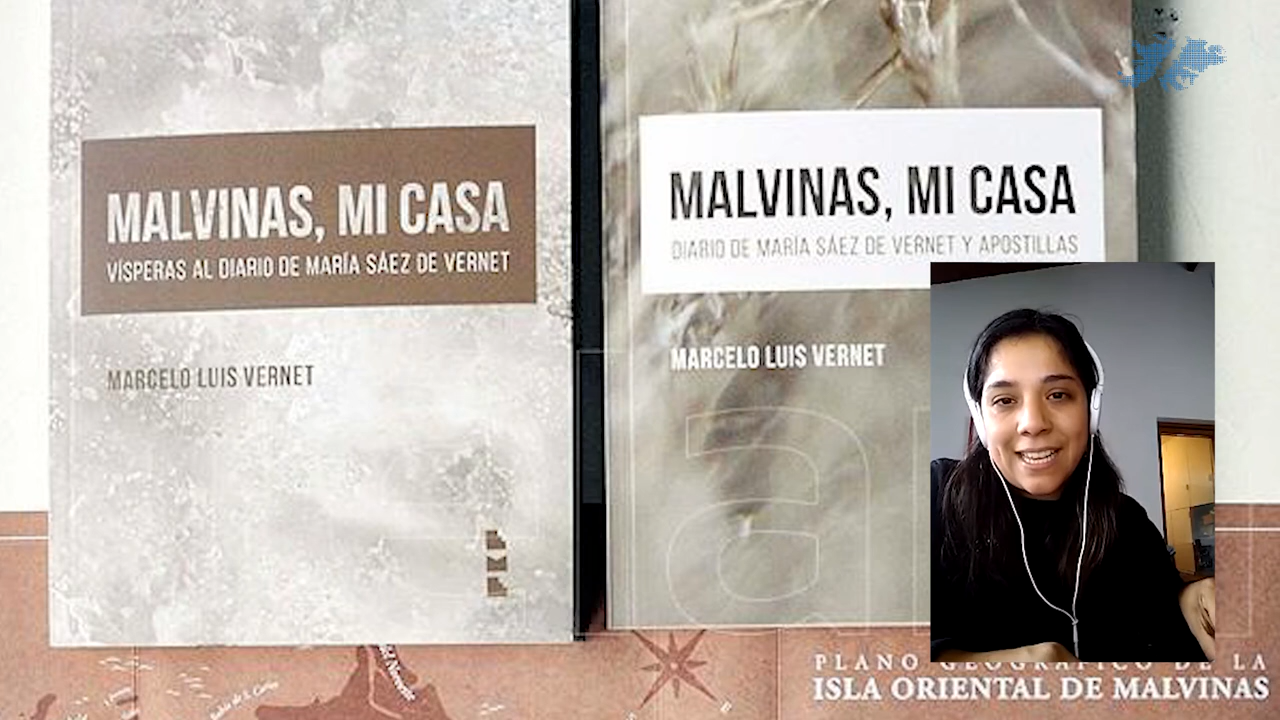 MALVINAS, MI CASA
VÍSPERAS AL DIARIO DE MARÍA SÁEZ DE VERNET
MARCELO LUIS VERNET
MALVINAS, MI CASA
DIARIO DE MARÍA SÁEZ DE VERNET Y APOSTILLAS
MARCELO LUIS VERNET
PLANO GEOGRÁFICO DE LA
ISLA ORIENTAL DE MALVINAS